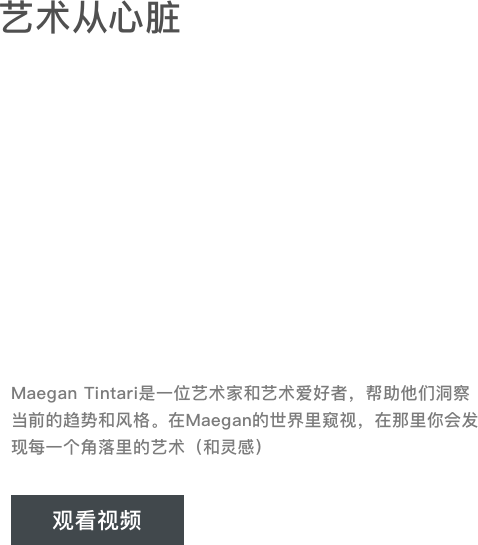 艺术从心脏
Maegan Tintari是一位艺术家和艺术爱好者，帮助他们洞察
当前的趋势和风格。在Maegan的世界里窥视，在那里你会发
现每一个角落里的艺术（和灵感）
观看视频